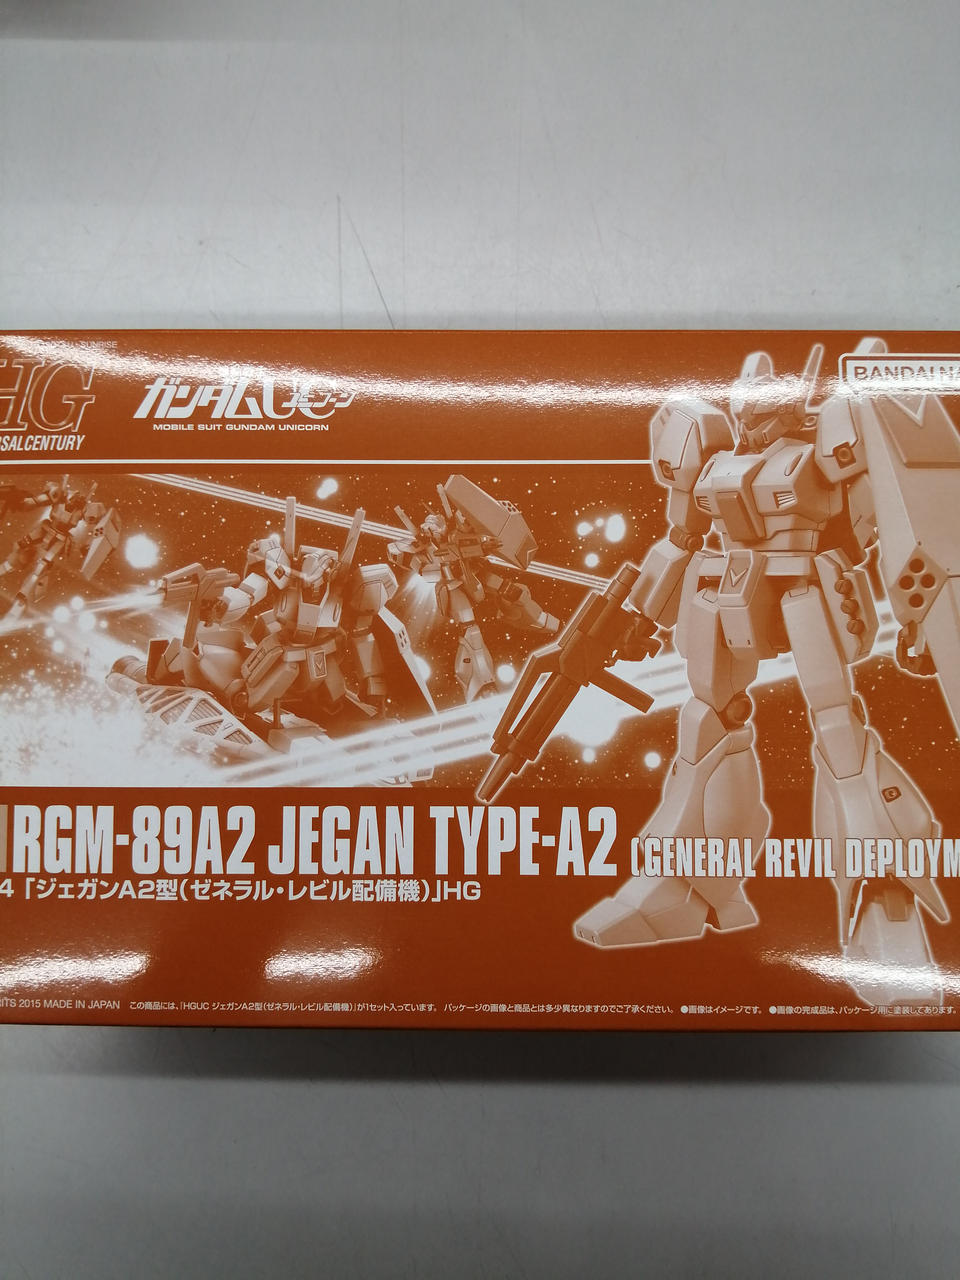 SUNRISE
HG
RSALCENTURY
ガンダムUC
MOBILE SUIT GUNDAM UNICORN
BANDAI NA
RGM-89A2 JEGAN TYPE-A2 (GENERAL REVIL DEPLOYM
4「ジェガンA2型(ゼネラル・レビル配備機)」HG
RITS 2015 MADE IN JAPAN この商品には、「HGUC ジェガンA2型(ゼネラル・レビル配備機)」が1セット入っています。 パッケージの画像と商品とは多少異なりますのでご了承ください。 ●画像はイメージです。 ●画像の完成品は、パッケージ用に塗装してあります。